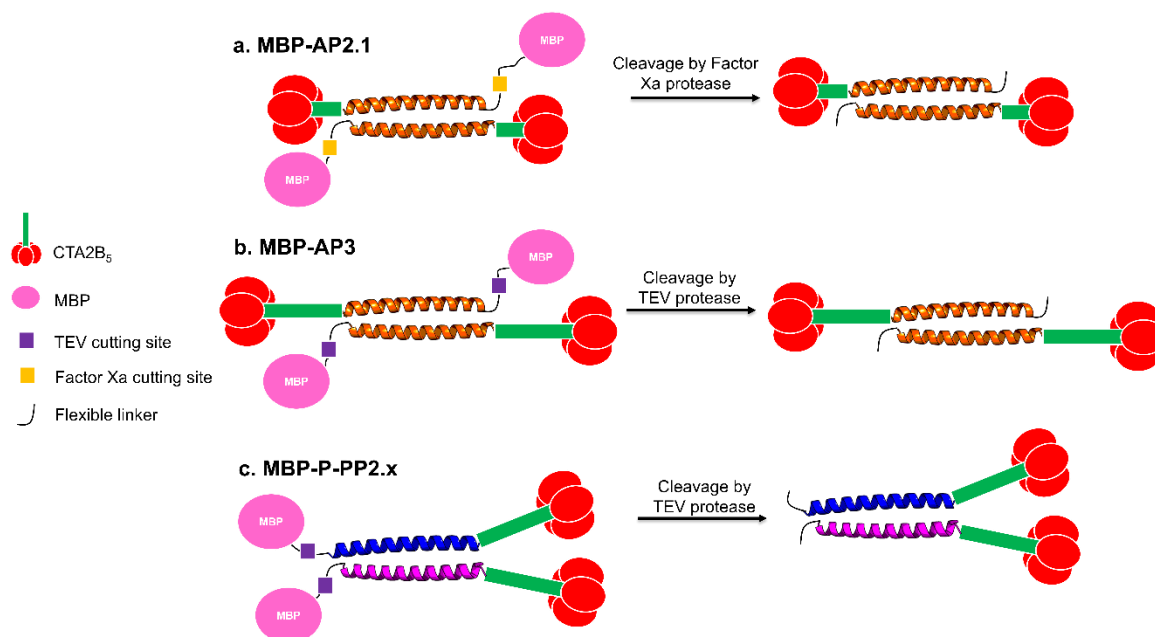 a. MBP-AP2.1
MBP
Cleavage by Factor
Xa protease
MBP
b. MBP-AP3
MBP
Cleavage by
TEV protease
MBP
CTA2B₅
MBP
TEV cutting site
Factor Xa cutting site
Flexible linker
c. MBP-P-PP2.x
MBP
Cleavage by
TEV protease
MBP